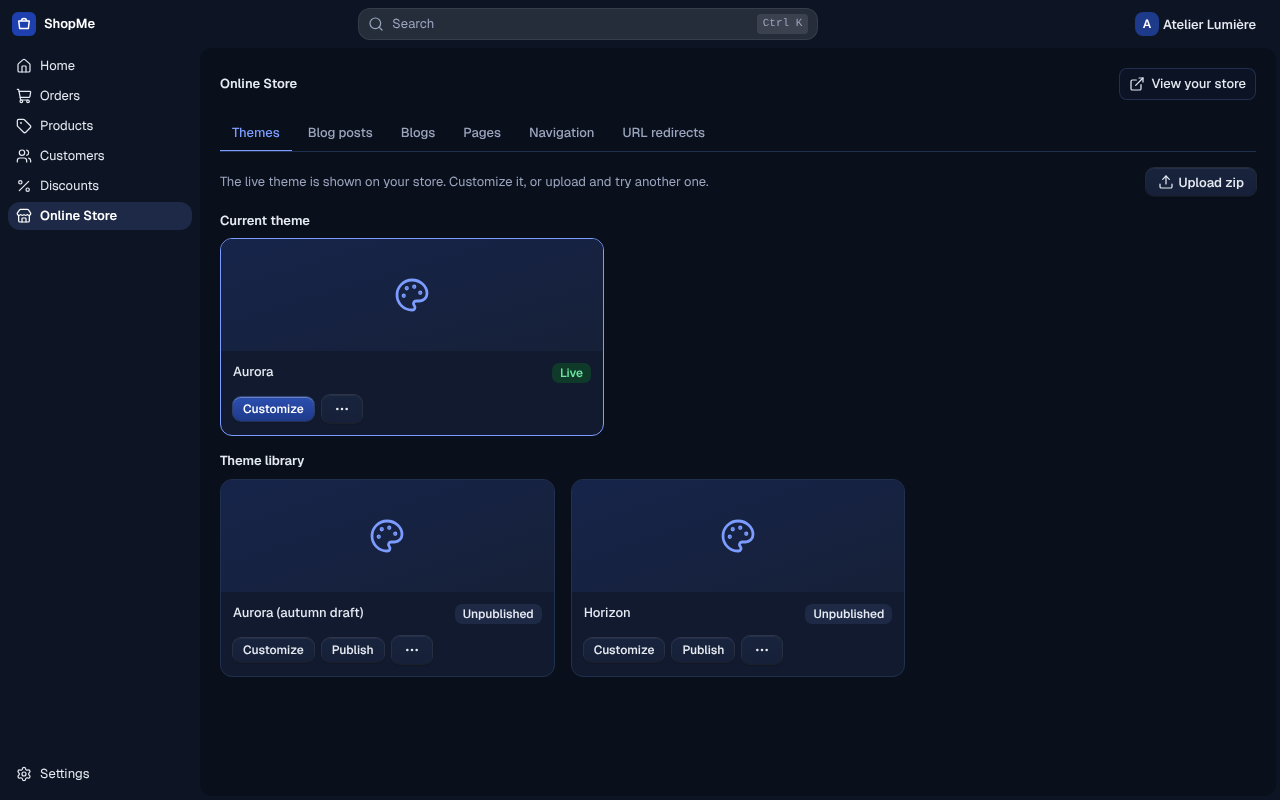 ShopMe
Search
Ctrl K
A
Atelier Lumière
Home
Orders
Products
Customers
Discounts
Online Store
Settings
Online Store
View your store
Themes
Blog posts
Blogs
Pages
Navigation
URL redirects
The live theme is shown on your store. Customize it, or upload and try another one.
Upload zip
Current theme
Aurora
Live
Customize
Theme library
Aurora (autumn draft)
Unpublished
Customize
Publish
Horizon
Unpublished
Customize
Publish